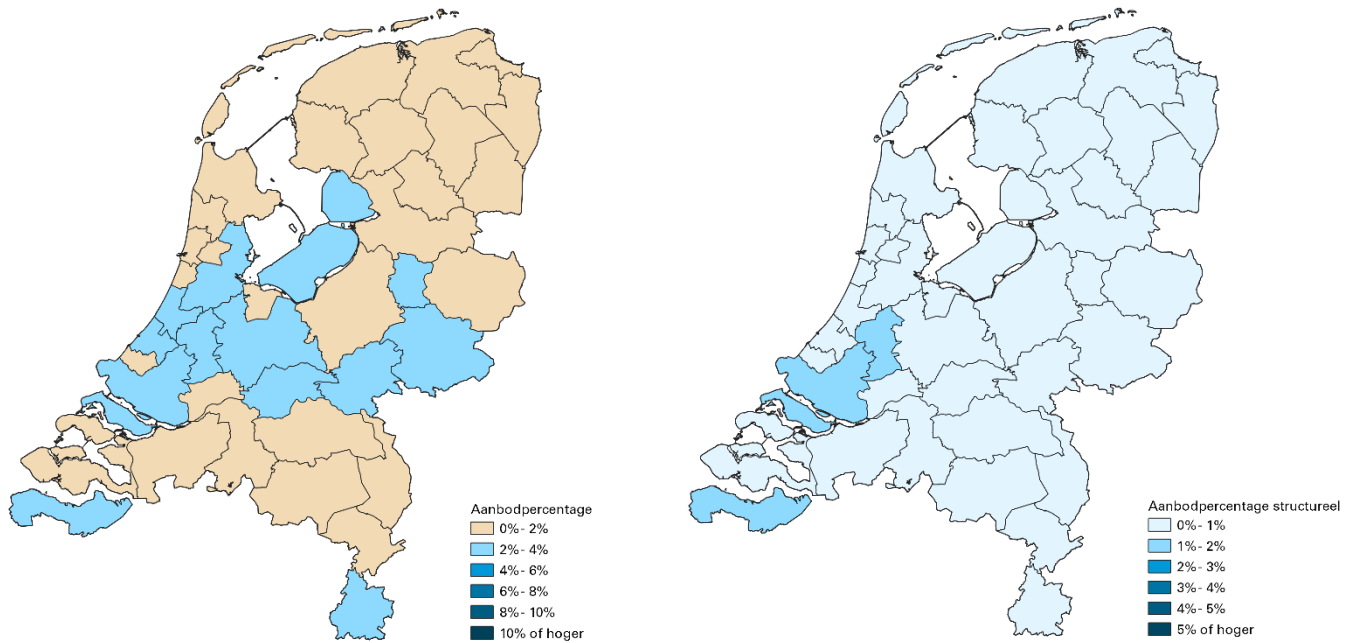 Aanbodpercentage
0%- 2%
2%- 4%
4%- 6%
6%- 8%
8%- 10%
10% of hoger
Aanbodpercentage structureel
0%- 1%
1%- 2%
2%- 3%
3%- 4%
4%- 5%
5% of hoger